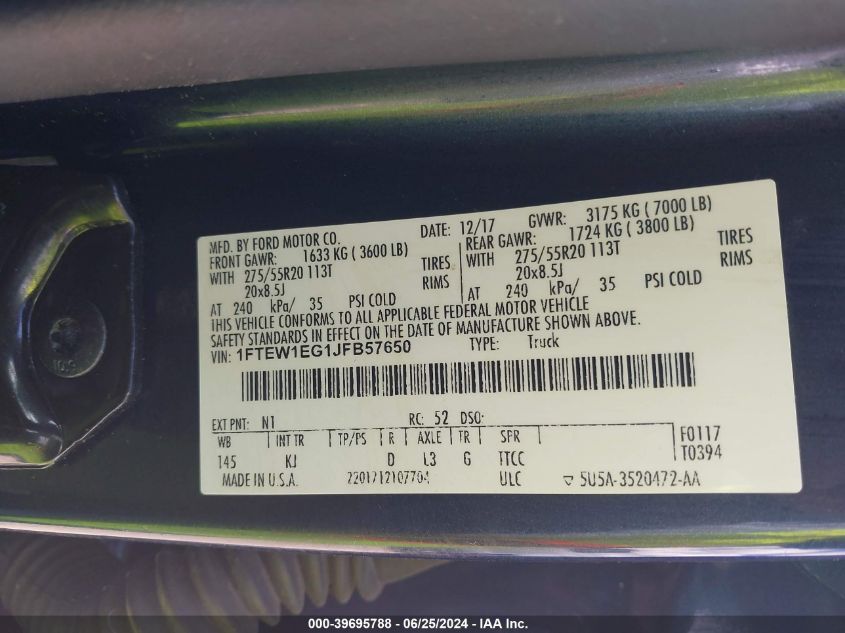 MFD. BY FORD MOTOR CO. DATE: 12/17 GVWR: 3175 KG ( 7000 LB)
FRONT GAWR: 1633 KG ( 3600 LB) REAR GAWR: 1724 KG ( 3800 LB)
WITH 275/55R20 113T TIRES WITH 275/55R20 113T TIRES
20x8.5J RIMS 20x8.5J RIMS
AT 240 kPa/ 35 PSI COLD AT 240 kPa/ 35 PSI COLD
THIS VEHICLE CONFORMS TO ALL APPLICABLE FEDERAL MOTOR VEHICLE
SAFETY STANDARDS IN EFFECT ON THE DATE OF MANUFACTURE SHOWN ABOVE.
VIN: 1FTEW1EG1JFB57650 TYPE: Truck
EXT PNT: N1 RC: 52 DSO:
WB INT TR TP/PS R AXLE TR SPR F0117
145 KJ D L3 G TTCC T0394
MADE IN U.S.A. 2201712107704 ULC 5U5A-3520472-AA
000-39695788 - 06/25/2024 - IAA Inc.